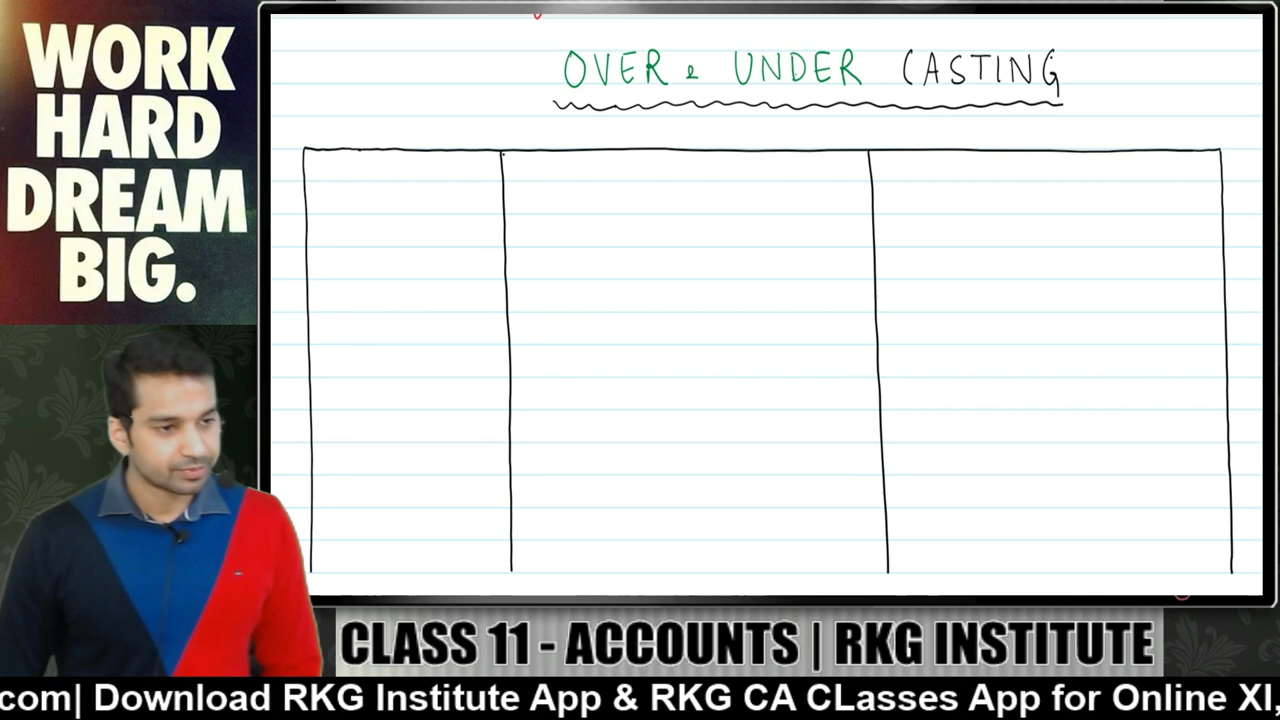 WORK
HARD
DREAM
BIG.
OVER & UNDER CASTING
CLASS 11 - ACCOUNTS | RKG INSTITUTE
.com| Download RKG Institute App & RKG CA CLasses App for Online XI,